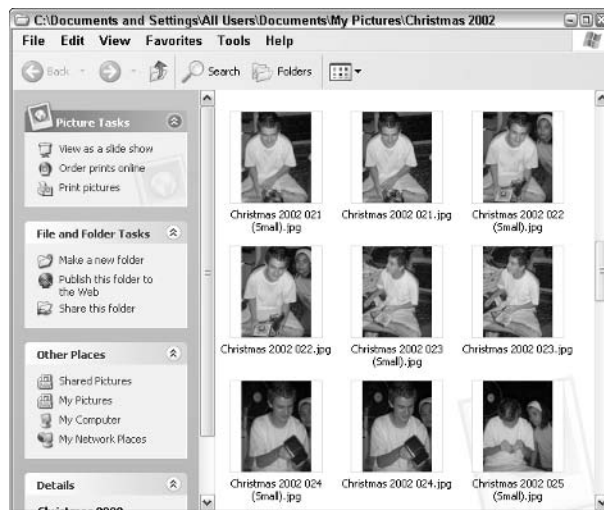 C:\Documents and Settings\All Users\Documents\My Pictures\Christmas 2002
File Edit View Favorites Tools Help
Back Search Folders
Picture Tasks
View as a slide show
Order prints online
Print pictures
File and Folder Tasks
Make a new folder
Publish this folder to
the Web
Share this folder
Other Places
Shared Pictures
My Pictures
My Computer
My Network Places
Details
Christmas 2002
Christmas 2002 021
(Small).jpg
Christmas 2002 021.jpg
Christmas 2002 022
(Small).jpg
Christmas 2002 022.jpg
Christmas 2002 023
(Small).jpg
Christmas 2002 023.jpg
Christmas 2002 024
(Small).jpg
Christmas 2002 024.jpg
Christmas 2002 025
(Small).jpg